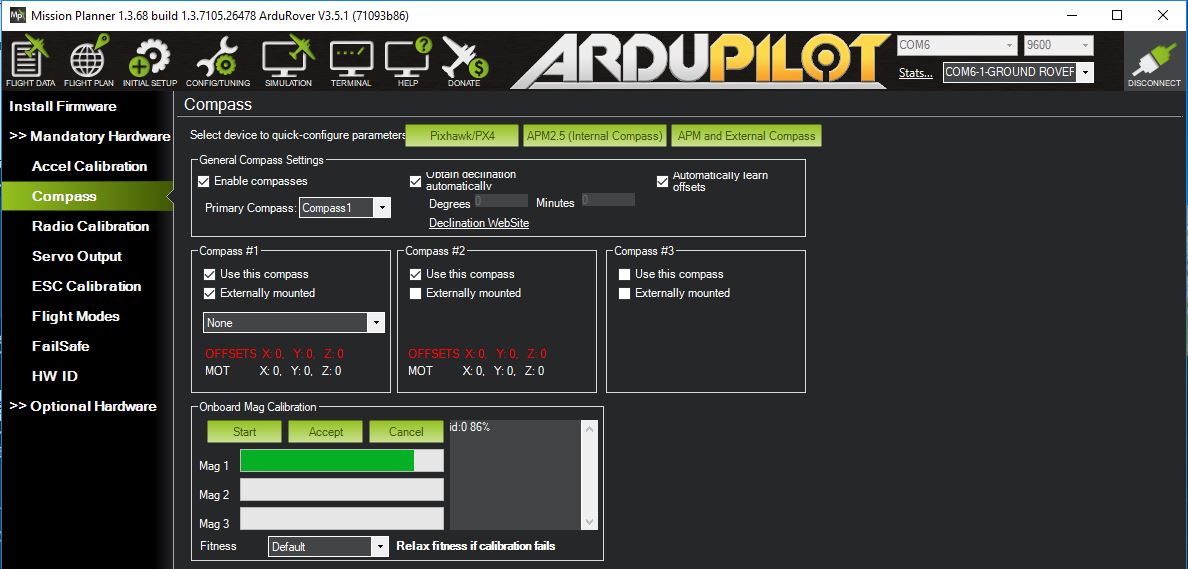 Mission Planner 1.3.68 build 1.3.7105.26478 ArduRover V3.5.1 (71093b86)
FLIGHT DATA FLIGHT PLAN INITIAL SETUP CONFIG/TUNING SIMULATION TERMINAL HELP DONATE
ARDUPILOT
COM6 9600
Stats... COM6-1-GROUND ROVER
DISCONNECT
Install Firmware
>> Mandatory Hardware
Accel Calibration
Compass
Radio Calibration
Servo Output
ESC Calibration
Flight Modes
FailSafe
HW ID
>> Optional Hardware
Compass
Select device to quick-configure parameters
Pixhawk/PX4 APM2.5 (Internal Compass) APM and External Compass
General Compass Settings
Enable compasses
Primary Compass: Compass1
Obtain declination
automatically
Degrees 0 Minutes 0
Declination WebSite
Automatically learn
offsets
Compass #1
Use this compass
Externally mounted
None
OFFSETS X: 0, Y: 0, Z: 0
MOT X: 0, Y: 0, Z: 0
Compass #2
Use this compass
Externally mounted
OFFSETS X: 0, Y: 0, Z: 0
MOT X: 0, Y: 0, Z: 0
Compass #3
Use this compass
Externally mounted
Onboard Mag Calibration
Start Accept Cancel
Mag 1
Mag 2
Mag 3
id:0 86%
Fitness Default Relax fitness if calibration fails